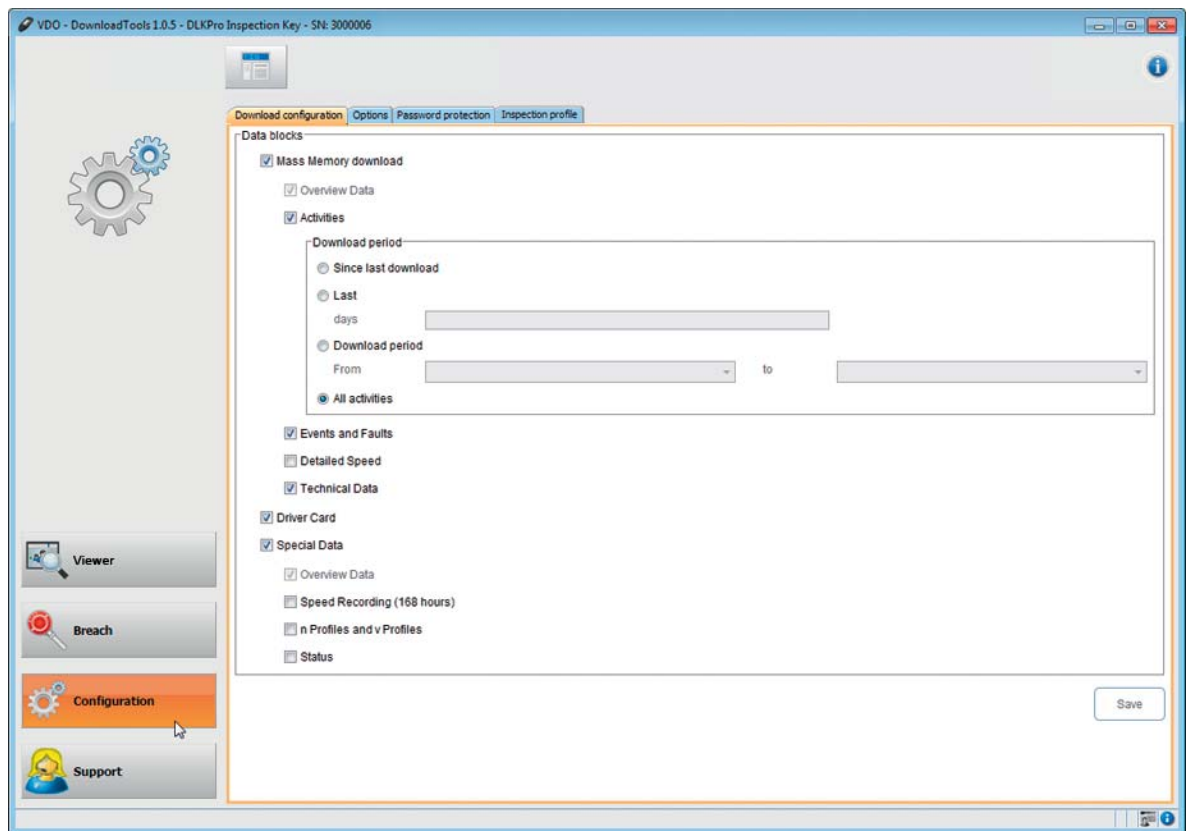 VDO - DownloadTools 1.0.5 - DLKPro Inspection Key - SN: 3000006
Download configuration Options Password protection Inspection profile
Data blocks
Mass Memory download
Overview Data
Activities
Download period
Since last download
Last
days
Download period
From to
All activities
Events and Faults
Detailed Speed
Technical Data
Driver Card
Special Data
Overview Data
Speed Recording (168 hours)
n Profiles and v Profiles
Status
Save
Viewer
Breach
Configuration
Support